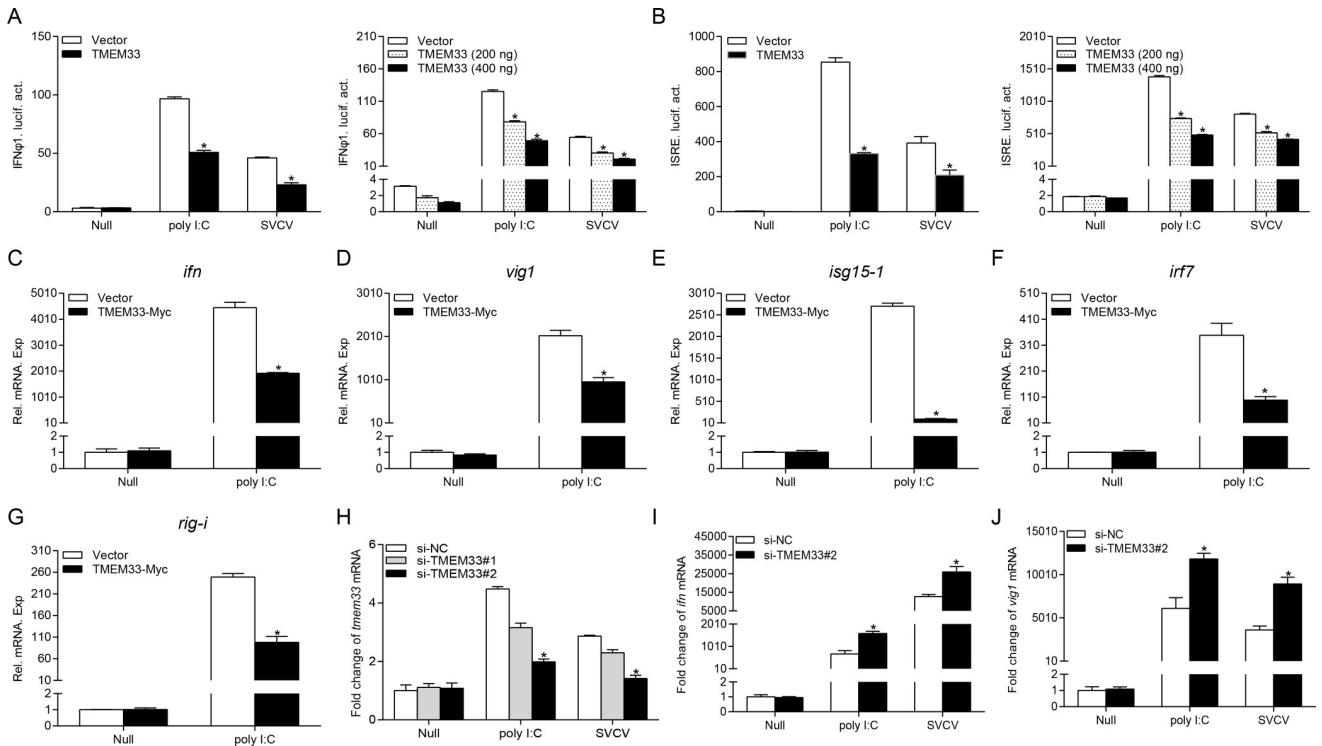 A
IFNφ1. lucif. act.
150
100
50
0
Vector
TMEM33
*
*
Null
poly I:C
SVCV
IFNφ1. lucif. act.
210
160
110
60
10
4
2
0
Vector
TMEM33 (200 ng)
TMEM33 (400 ng)
*
*
*
*
Null
poly I:C
SVCV
B
ISRE. lucif. act.
1000
800
600
400
200
0
Vector
TMEM33
*
*
Null
poly I:C
SVCV
ISRE. lucif. act.
2010
1510
1010
510
10
4
2
0
Vector
TMEM33 (200 ng)
TMEM33 (400 ng)
*
*
*
*
Null
poly I:C
SVCV
C
ifn
Rel. mRNA. Exp
5010
4010
3010
2010
1010
10
2
1
0
Vector
TMEM33-Myc
*
Null
poly I:C
D
vig1
Rel. mRNA. Exp
3010
2010
1010
10
2
1
0
Vector
TMEM33-Myc
*
Null
poly I:C
E
isg15-1
Rel. mRNA. Exp
3010
2510
2010
1510
1010
510
10
2
1
0
Vector
TMEM33-Myc
*
Null
poly I:C
F
irf7
Rel. mRNA. Exp
510
410
310
210
110
10
2
1
0
Vector
TMEM33-Myc
*
Null
poly I:C
G
rig-i
Rel. mRNA. Exp
310
260
210
160
110
60
10
2
1
0
Vector
TMEM33-Myc
*
Null
poly I:C
H
Fold change of tmem33 mRNA
6
4
2
0
si-NC
si-TMEM33#1
si-TMEM33#2
*
*
Null
poly I:C
SVCV
I
Fold change of ifn mRNA
45000
35000
25000
15000
5000
2010
1010
10
2
1
0
si-NC
si-TMEM33#2
*
*
Null
poly I:C
SVCV
J
Fold change of vig1 mRNA
15010
10010
5010
10
2
1
0
si-NC
si-TMEM33#2
*
*
Null
poly I:C
SVCV